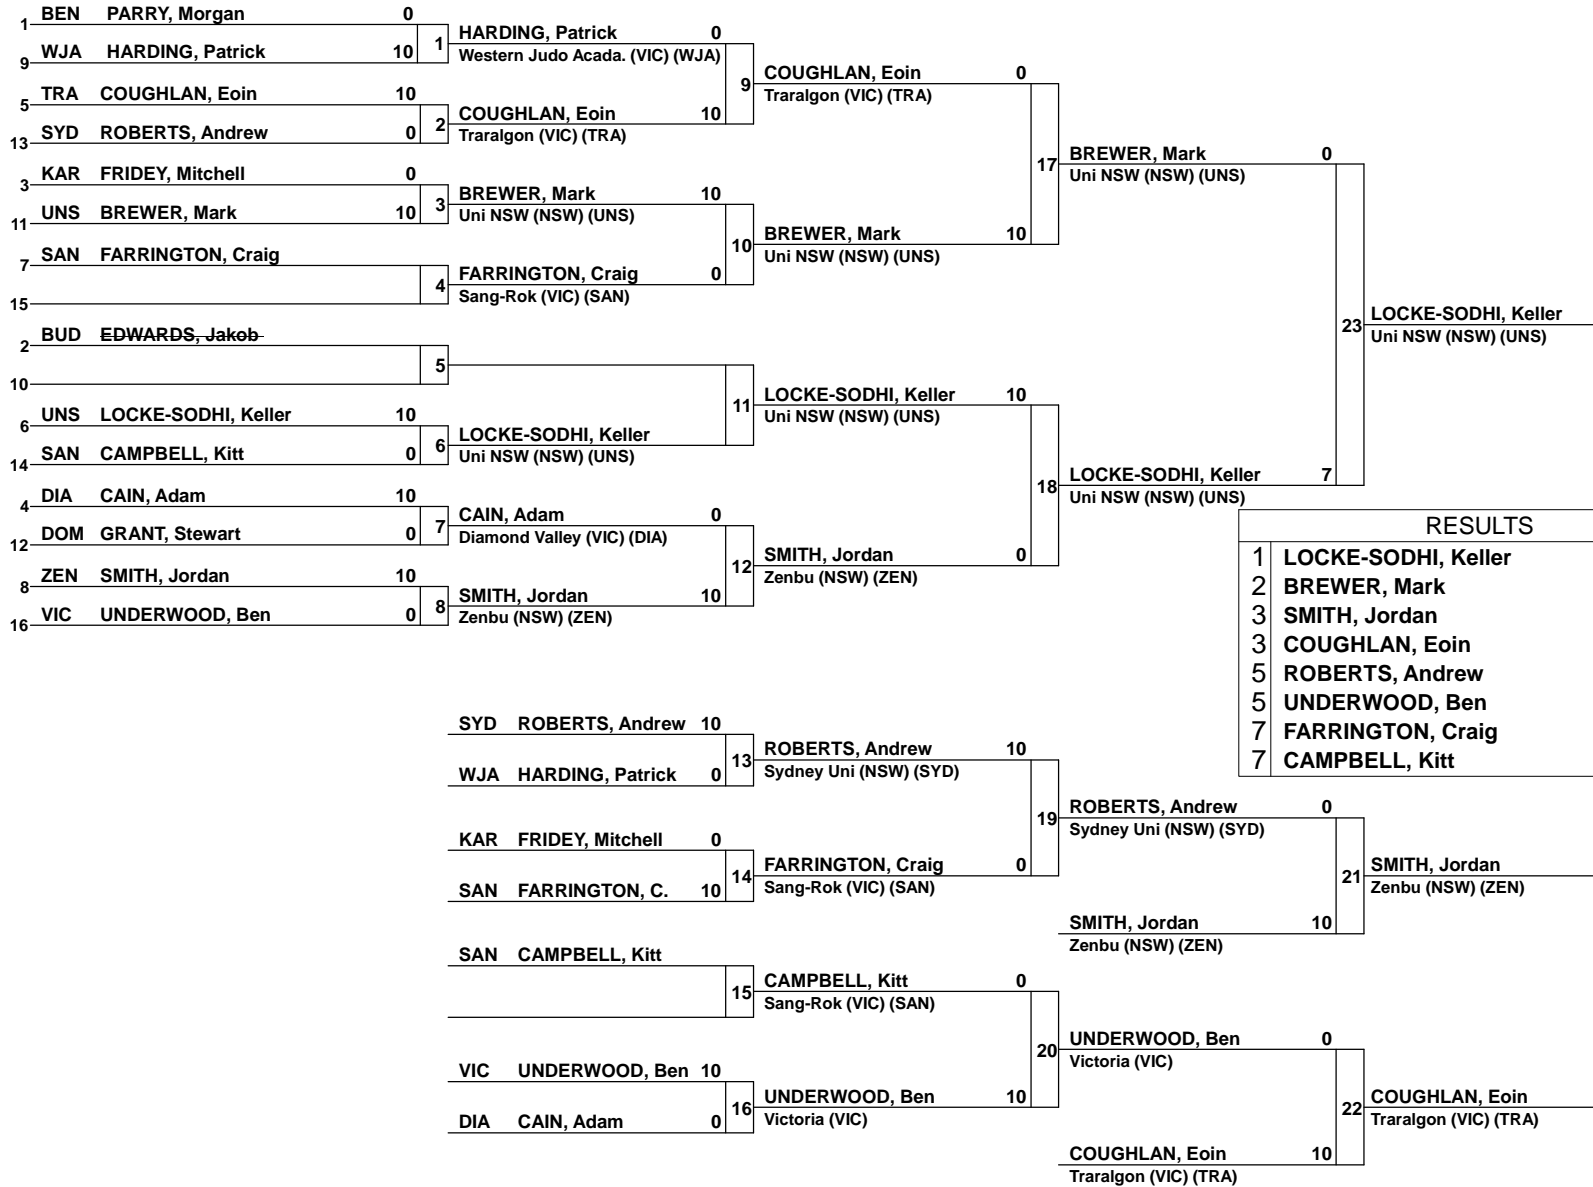 1 BEN PARRY, Morgan 0
9 WJA HARDING, Patrick 10
1
5 TRA COUGHLAN, Eoin 10
13 SYD ROBERTS, Andrew 0
2
3 KAR FRIDEY, Mitchell 0
11 UNS BREWER, Mark 10
3
7 SAN FARRINGTON, Craig
15
4
2 BUD EDWARDS, Jakob
10
5
6 UNS LOCKE-SODHI, Keller 10
14 SAN CAMPBELL, Kitt 0
6
4 DIA CAIN, Adam 10
12 DOM GRANT, Stewart 0
7
8 ZEN SMITH, Jordan 10
16 VIC UNDERWOOD, Ben 0
8
HARDING, Patrick 0
Western Judo Acada. (VIC) (WJA)
9
COUGHLAN, Eoin 10
Traralgon (VIC) (TRA)
BREWER, Mark 10
Uni NSW (NSW) (UNS)
10
FARRINGTON, Craig 0
Sang-Rok (VIC) (SAN)
11
LOCKE-SODHI, Keller
Uni NSW (NSW) (UNS)
CAIN, Adam 0
Diamond Valley (VIC) (DIA)
12
SMITH, Jordan 10
Zenbu (NSW) (ZEN)
COUGHLAN, Eoin 0
Traralgon (VIC) (TRA)
17
BREWER, Mark 10
Uni NSW (NSW) (UNS)
LOCKE-SODHI, Keller 10
Uni NSW (NSW) (UNS)
18
SMITH, Jordan 0
Zenbu (NSW) (ZEN)
BREWER, Mark 0
Uni NSW (NSW) (UNS)
23
LOCKE-SODHI, Keller 7
Uni NSW (NSW) (UNS)
LOCKE-SODHI, Keller
Uni NSW (NSW) (UNS)
RESULTS
1 LOCKE-SODHI, Keller
2 BREWER, Mark
3 SMITH, Jordan
3 COUGHLAN, Eoin
5 ROBERTS, Andrew
5 UNDERWOOD, Ben
7 FARRINGTON, Craig
7 CAMPBELL, Kitt
SYD ROBERTS, Andrew 10
13
WJA HARDING, Patrick 0
KAR FRIDEY, Mitchell 0
14
SAN FARRINGTON, C. 10
SAN CAMPBELL, Kitt
15
VIC UNDERWOOD, Ben 10
16
DIA CAIN, Adam 0
ROBERTS, Andrew 10
Sydney Uni (NSW) (SYD)
19
FARRINGTON, Craig 0
Sang-Rok (VIC) (SAN)
CAMPBELL, Kitt 0
Sang-Rok (VIC) (SAN)
20
UNDERWOOD, Ben 10
Victoria (VIC)
ROBERTS, Andrew 0
Sydney Uni (NSW) (SYD)
21
SMITH, Jordan 10
Zenbu (NSW) (ZEN)
UNDERWOOD, Ben 0
Victoria (VIC)
22
COUGHLAN, Eoin 10
Traralgon (VIC) (TRA)
SMITH, Jordan
Zenbu (NSW) (ZEN)
COUGHLAN, Eoin
Traralgon (VIC) (TRA)